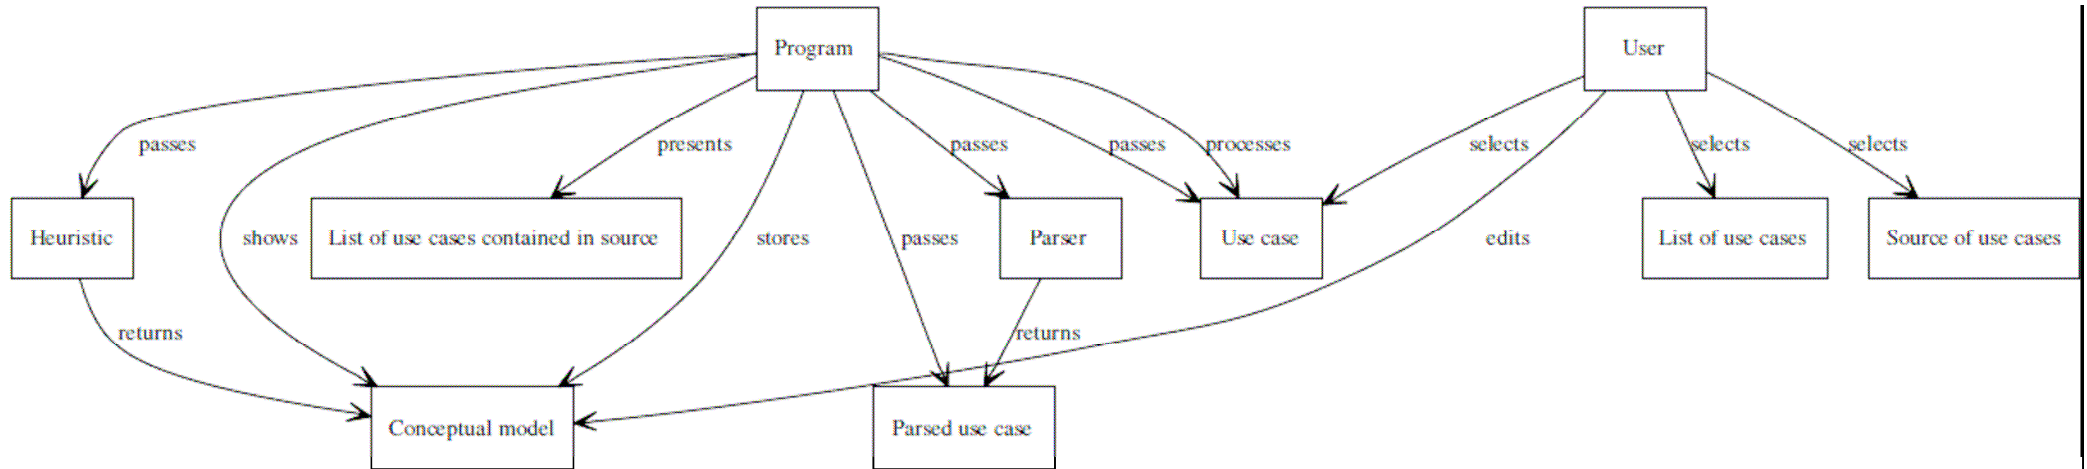 Program
User
passes
presents
passes
passes
processes
selects
selects
selects
Heuristic
shows
List of use cases contained in source
stores
passes
Parser
Use case
edits
List of use cases
Source of use cases
returns
returns
Conceptual model
Parsed use case